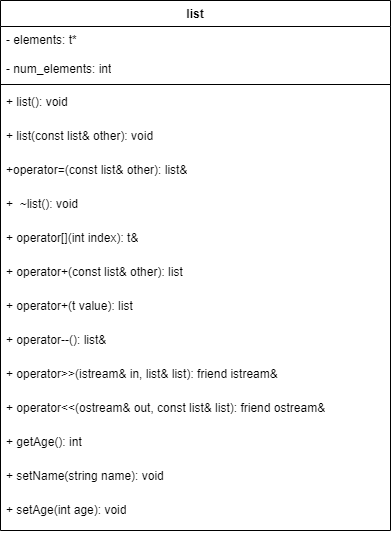 list
- elements: t*
- num_elements: int
+ list(): void
+ list(const list& other): void
+operator=(const list& other): list&
+  ~list(): void
+ operator[](int index): t&
+ operator+(const list& other): list
+ operator+(t value): list
+ operator--(): list&
+ operator>>(istream& in, list& list): friend istream&
+ operator<<(ostream& out, const list& list): friend ostream&
+ getAge(): int
+ setName(string name): void
+ setAge(int age): void